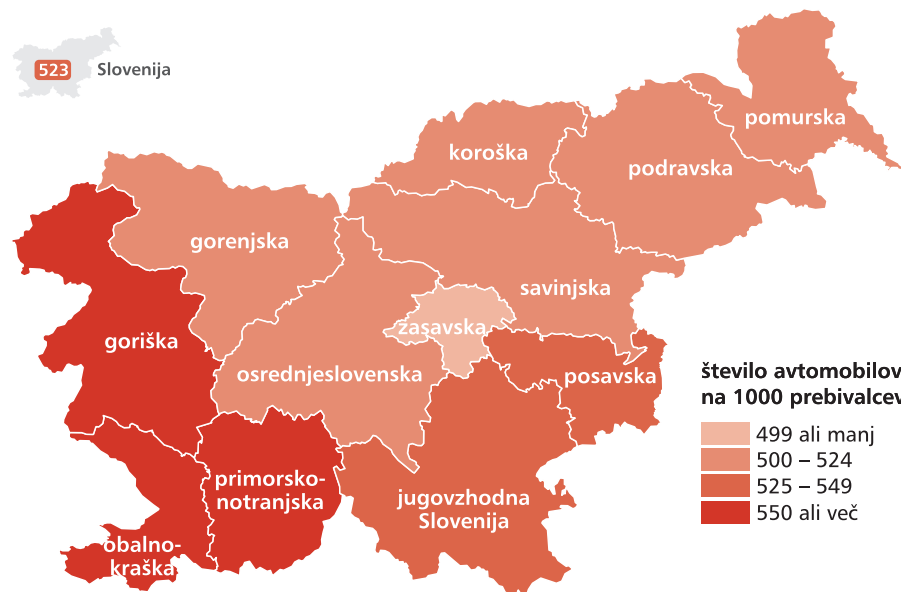 523 Slovenija
pomurska
koroška
podravska
gorenjska
savinjska
zasavska
goriška
osrednjeslovenska
posavska
primorsko-
notranjska
jugovzhodna
Slovenija
obalno-
kraška
število avtomobilov
na 1000 prebivalcev
499 ali manj
500 – 524
525 – 549
550 ali več